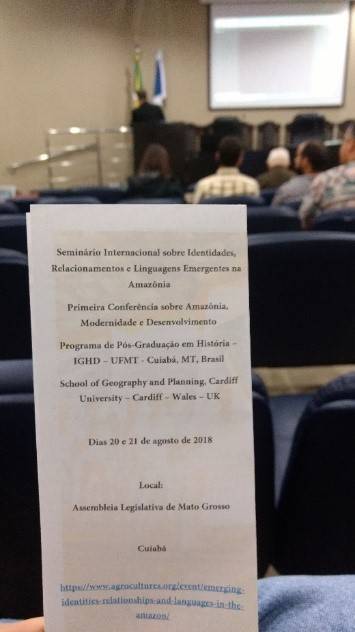 Seminário Internacional sobre Identidades,
Relacionamentos e Linguagens Emergentes na
Amazônia
Primeira Conferência sobre Amazônia,
Modernidade e Desenvolvimento
Programa de Pós-Graduação em História –
IGHD – UFMT - Cuiabá, MT, Brasil
School of Geography and Planning, Cardiff
University – Cardiff – Wales – UK
Dias 20 e 21 de agosto de 2018
Local:
Assembleia Legislativa de Mato Grosso
Cuiabá
https://www.agrocultures.org/event/emerging-
identities-relationships-and-languages-in-the-
amazon/